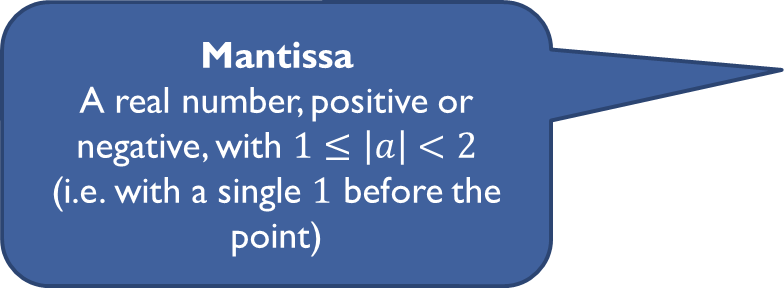 Mantissa
A real number, positive or
negative, with 1 ≤ |a| < 2
(i.e. with a single 1 before the
point)